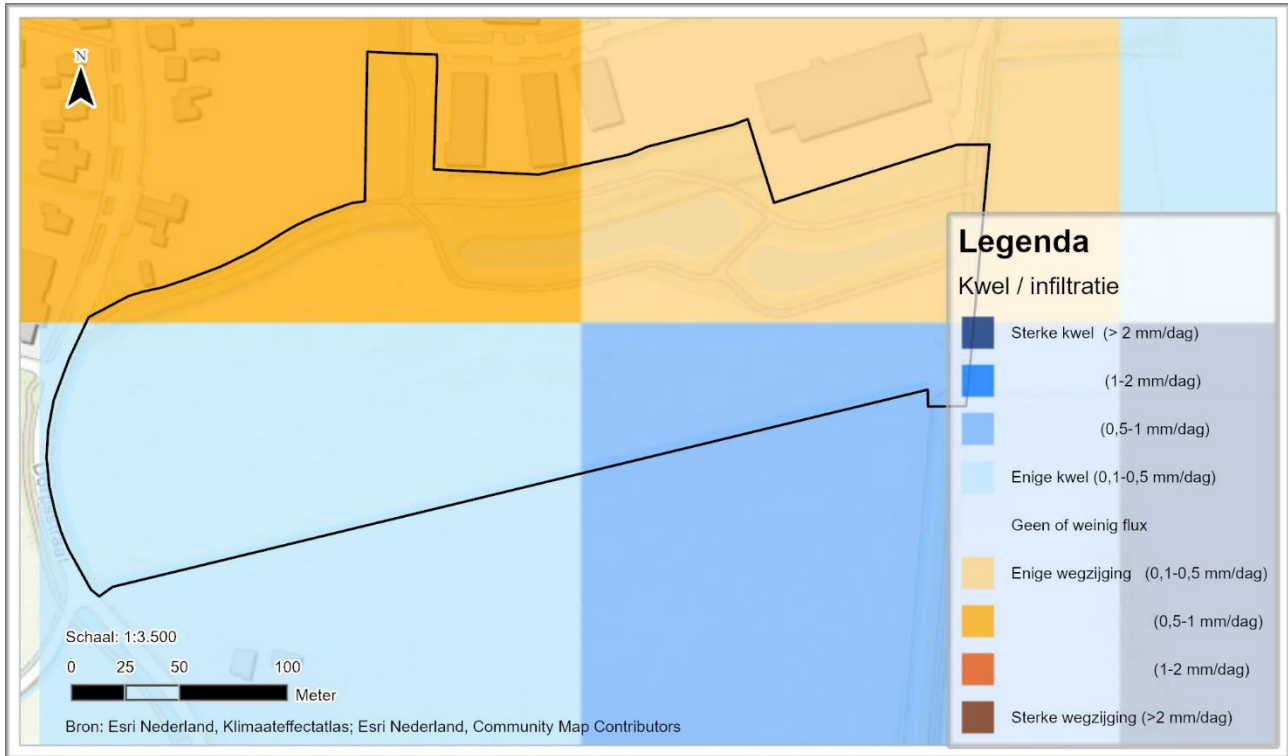 N
Legenda
Kwel / infiltratie
Sterke kwel (> 2 mm/dag)
(1-2 mm/dag)
(0,5-1 mm/dag)
Enige kwel (0,1-0,5 mm/dag)
Geen of weinig flux
Enige wegzijging (0,1-0,5 mm/dag)
(0,5-1 mm/dag)
(1-2 mm/dag)
Sterke wegzijging (>2 mm/dag)
Dorpsstraat
Schaal: 1:3.500
0 25 50 100
Meter
Bron: Esri Nederland, Klimaateffectatlas; Esri Nederland, Community Map Contributors